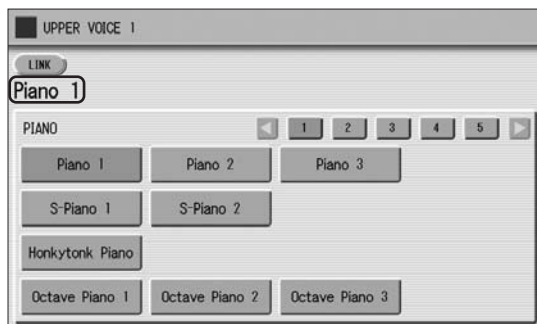 UPPER VOICE 1
LINK
Piano 1
PIANO 1 2 3 4 5
Piano 1 Piano 2 Piano 3
S-Piano 1 S-Piano 2
Honkytonk Piano
Octave Piano 1 Octave Piano 2 Octave Piano 3